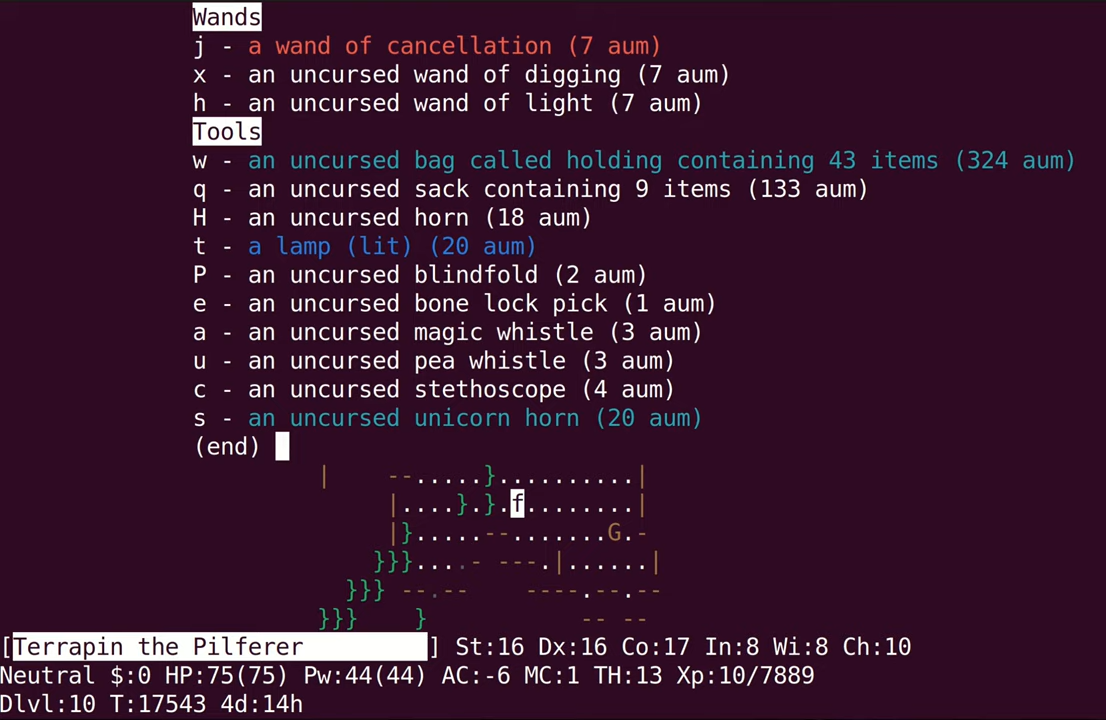 Wands
j - a wand of cancellation (7 aum)
x - an uncursed wand of digging (7 aum)
h - an uncursed wand of light (7 aum)
Tools
w - an uncursed bag called holding containing 43 items (324 aum)
q - an uncursed sack containing 9 items (133 aum)
H - an uncursed horn (18 aum)
t - a lamp (lit) (20 aum)
P - an uncursed blindfold (2 aum)
e - an uncursed bone lock pick (1 aum)
a - an uncursed magic whistle (3 aum)
u - an uncursed pea whistle (3 aum)
c - an uncursed stethoscope (4 aum)
s - an uncursed unicorn horn (20 aum)
(end)
|    --.....}..........|
|....}.}.f........|
|}.....--.......G.-
}}}....- ---.|......|
}}} --.--    ----.--.--
}}}    }           -- --
[Terrapin the Pilferer         ] St:16 Dx:16 Co:17 In:8 Wi:8 Ch:10
Neutral $:0 HP:75(75) Pw:44(44) AC:-6 MC:1 TH:13 Xp:10/7889
Dlvl:10 T:17543 4d:14h